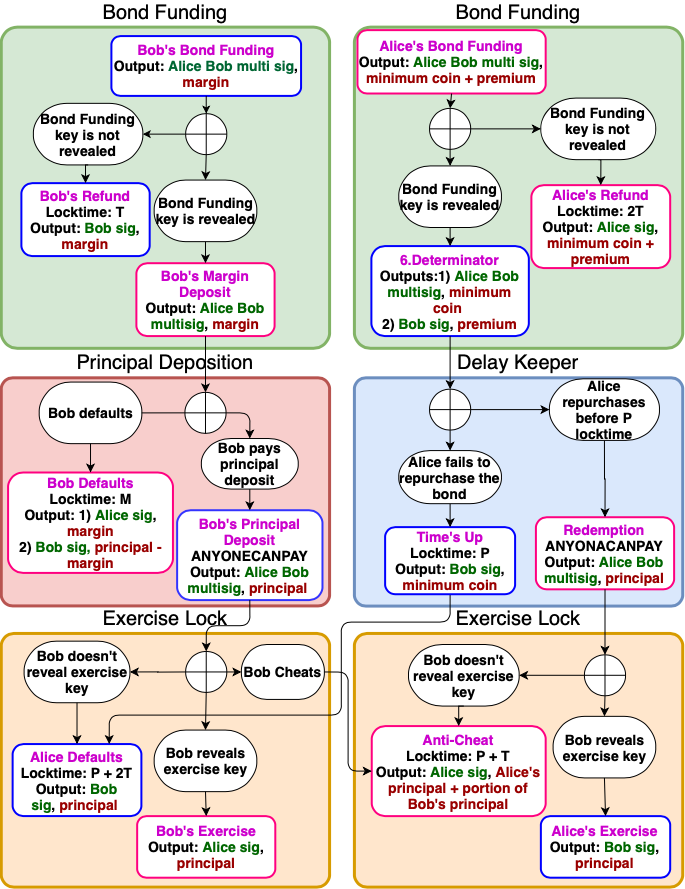 Bond Funding
Bob's Bond Funding
Output: Alice Bob multi sig,
margin
Bond Funding
key is not
revealed
Bob's Refund
Locktime: T
Output: Bob sig,
margin
Bond Funding
key is revealed
Bob's Margin
Deposit
Output: Alice Bob
multisig, margin
Bond Funding
Alice's Bond Funding
Output: Alice Bob multi sig,
minimum coin + premium
Bond Funding
key is not
revealed
Bond Funding
key is revealed
Alice's Refund
Locktime: 2T
Output: Alice sig,
minimum coin +
premium
6.Determinator
Outputs:1) Alice Bob
multisig, minimum
coin
2) Bob sig, premium
Principal Deposition
Bob defaults
Bob pays
principal
deposit
Bob Defaults
Locktime: M
Output: 1) Alice sig,
margin
2) Bob sig, principal -
margin
Bob's Principal
Deposit
ANYONECANPAY
Output: Alice Bob
multisig, principal
Delay Keeper
Alice
repurchases
before P
locktime
Alice fails to
repurchase the
bond
Time's Up
Locktime: P
Output: Bob sig,
minimum coin
Redemption
ANYONACANPAY
Output: Alice Bob
multisig, principal
Exercise Lock
Bob doesn't
reveal exercise
key
Bob Cheats
Alice Defaults
Locktime: P + 2T
Output: Bob
sig, principal
Bob reveals
exercise key
Bob's Exercise
Output: Alice sig,
principal
Exercise Lock
Bob doesn't
reveal exercise
key
Anti-Cheat
Locktime: P + T
Output: Alice sig, Alice's
principal + portion of
Bob's principal
Bob reveals
exercise key
Alice's Exercise
Output: Bob sig,
principal